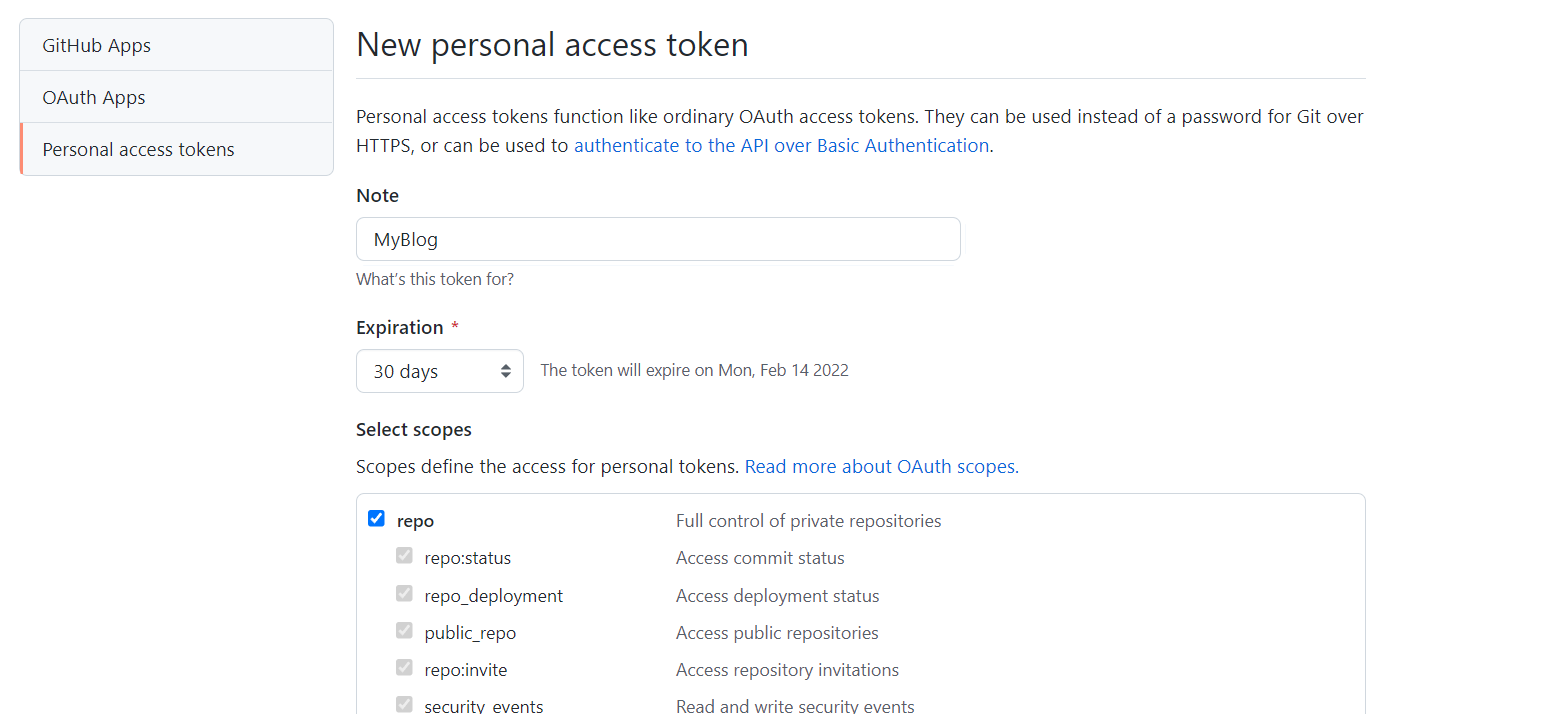 GitHub Apps
OAuth Apps
Personal access tokens
New personal access token
Personal access tokens function like ordinary OAuth access tokens. They can be used instead of a password for Git over
HTTPS, or can be used to authenticate to the API over Basic Authentication.
Note
MyBlog
What's this token for?
Expiration *
30 days The token will expire on Mon, Feb 14 2022
Select scopes
Scopes define the access for personal tokens. Read more about OAuth scopes.
repo Full control of private repositories
repo:status Access commit status
repo_deployment Access deployment status
public_repo Access public repositories
repo:invite Access repository invitations
security_events Read and write security events